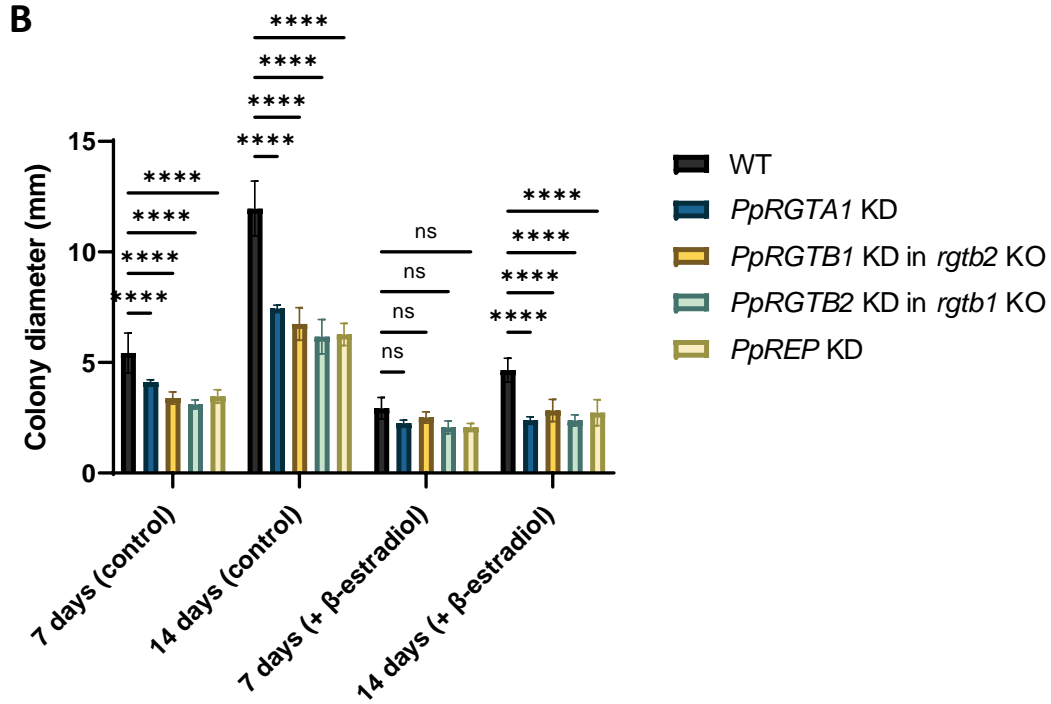 B
****
****
****
****
****
****
****
****
****
****
****
****
ns
ns
ns
ns
****
****
****
****
15
10
5
0
Colony diameter (mm)
7 days (control)
14 days (control)
7 days (+ β-estradiol)
14 days (+ β-estradiol)
WT
PpRGTA1 KD
PpRGTB1 KD in rgtb2 KO
PpRGTB2 KD in rgtb1 KO
PpREP KD